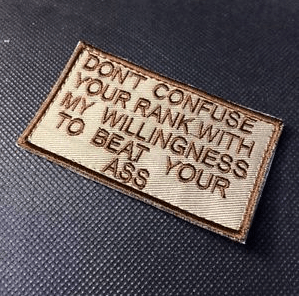 DON'T CONFUSE
YOUR RANK WITH
MY WILLINGNESS
TO BEAT YOUR
ASS